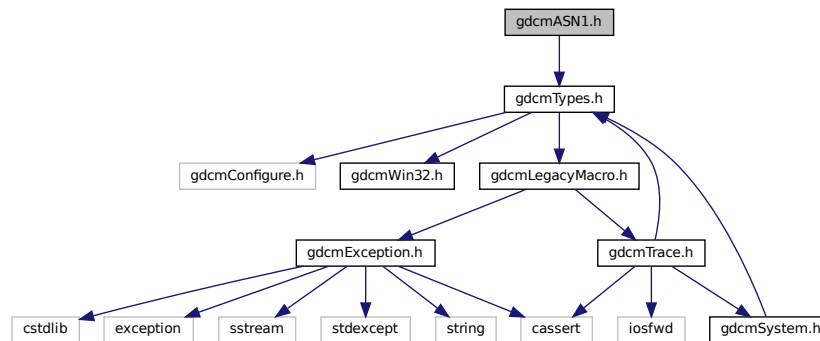 gdcmASN1.h
gdcmTypes.h
gdcmConfigure.h
gdcmWin32.h
gdcmLegacyMacro.h
gdcmException.h
gdcmTrace.h
cstdlib
exception
sstream
stdexcept
string
cassert
iosfwd
gdcmSystem.h